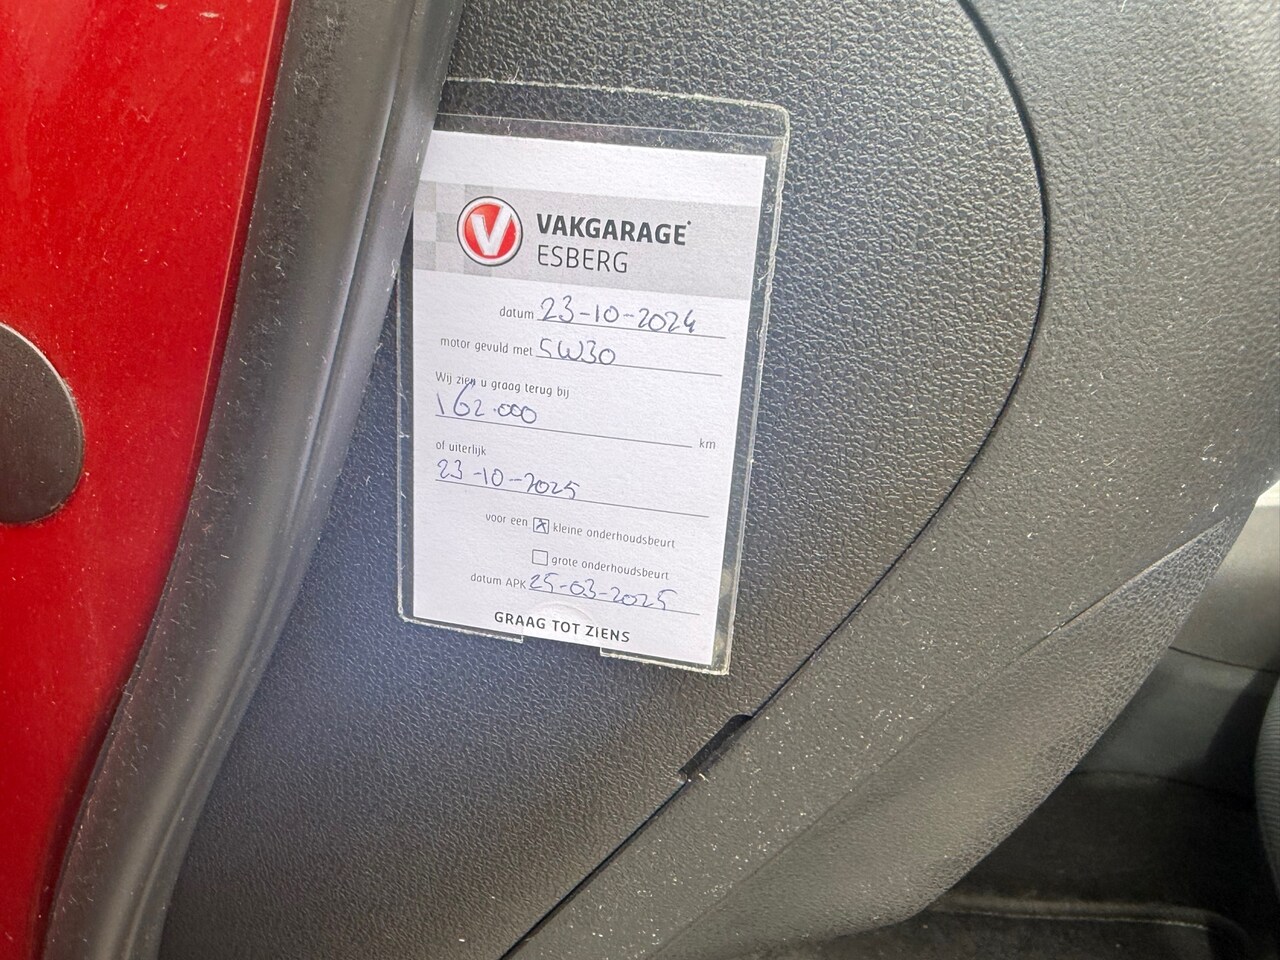 V VAKGARAGE
ESBERG
datum 23-10-2024
motor gevuld met 5W30
Wij zien u graag terug bij
162.000 km
of uiterlijk
23-10-2025
voor een x kleine onderhoudsbeurt
grote onderhoudsbeurt
datum APK 25-03-2025
GRAAG TOT ZIENS